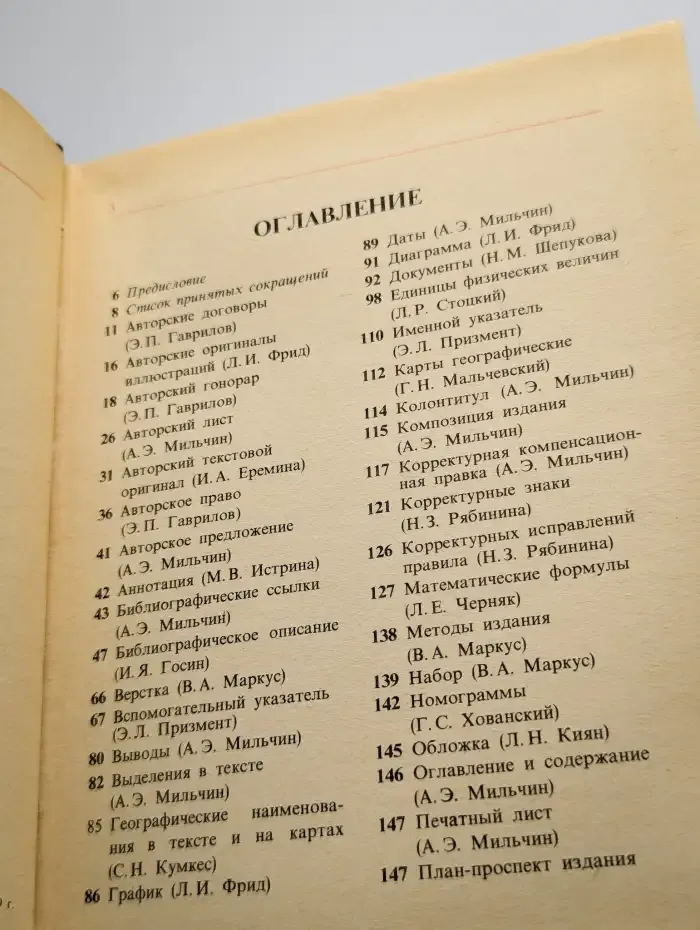 ОГЛАВЛЕНИЕ
6 Предисловие
8 Список принятых сокращений
11 Авторские договоры
(Э. П. Гаврилов)
16 Авторские оригиналы
иллюстраций (Л. И. Фрид)
18 Авторский гонорар
(Э. П. Гаврилов)
26 Авторский лист
(А. Э. Мильчин)
31 Авторский текстовой
оригинал (И. А. Еремина)
36 Авторское право
(Э. П. Гаврилов)
41 Авторское предложение
(А. Э. Мильчин)
42 Аннотация (М. В. Истрина)
43 Библиографические ссылки
(А. Э. Мильчин)
47 Библиографическое описание
(И. Я. Госин)
66 Верстка (В. А. Маркус)
67 Вспомогательный указатель
(Э. Л. Призмент)
80 Выводы (А. Э. Мильчин)
82 Выделения в тексте
(А. Э. Мильчин)
85 Географические наименова-
ния в тексте и на картах
(С. Н. Кумкес)
86 График (Л. И. Фрид)
89 Даты (А. Э. Мильчин)
91 Диаграмма (Л. И. Фрид)
92 Документы (Н. М. Шепукова)
98 Единицы физических величин
(Л. Р. Стоцкий)
110 Именной указатель
(Э. Л. Призмент)
112 Карты географические
(Г. Н. Мальчевский)
114 Колонтитул (А. Э. Мильчин)
115 Композиция издания
(А. Э. Мильчин)
117 Корректурная компенсацион-
ная правка (А. Э. Мильчин)
121 Корректурные знаки
(Н. З. Рябинина)
126 Корректурных исправлений
правила (Н. З. Рябинина)
127 Математические формулы
(Л. Е. Черняк)
138 Методы издания
(В. А. Маркус)
139 Набор (В. А. Маркус)
142 Номограммы
(Г. С. Хованский)
145 Обложка (Л. Н. Киян)
146 Оглавление и содержание
(А. Э. Мильчин)
147 Печатный лист
(А. Э. Мильчин)
147 План-проспект издания